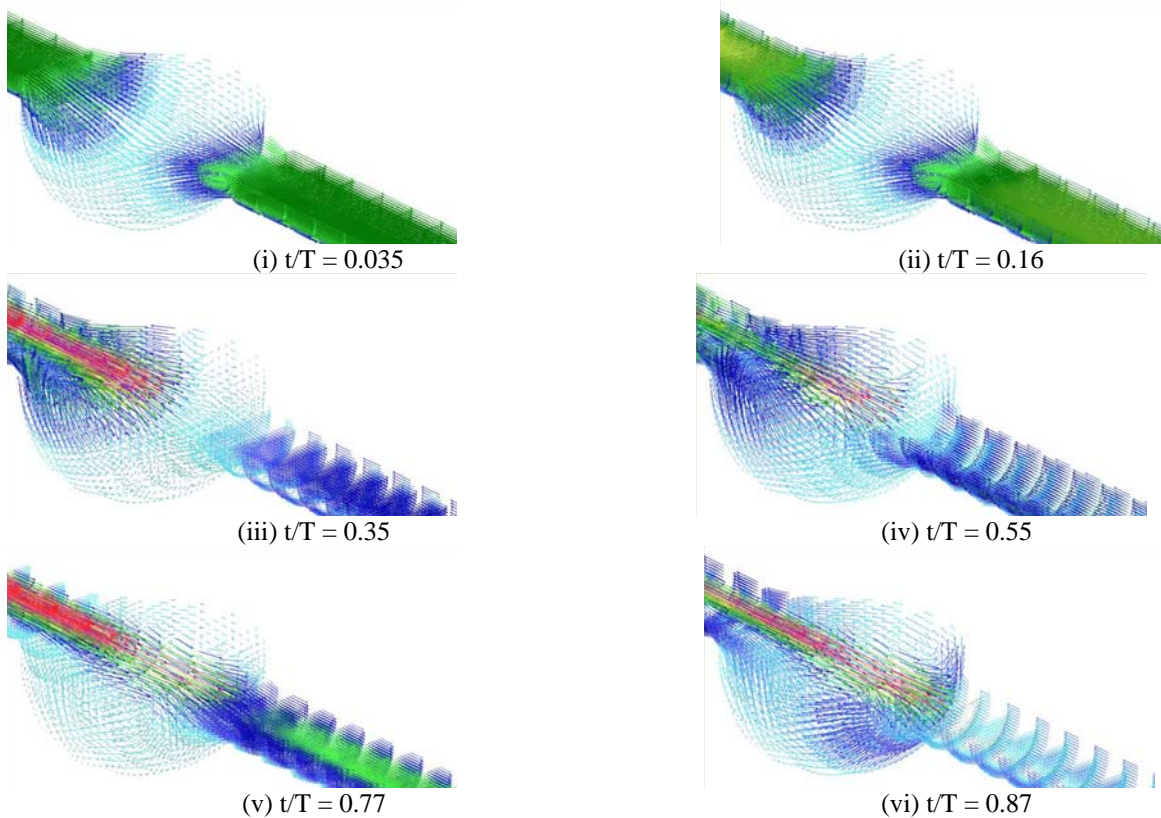 (i) t/T = 0.035
(ii) t/T = 0.16
(iii) t/T = 0.35
(iv) t/T = 0.55
(v) t/T = 0.77
(vi) t/T = 0.87